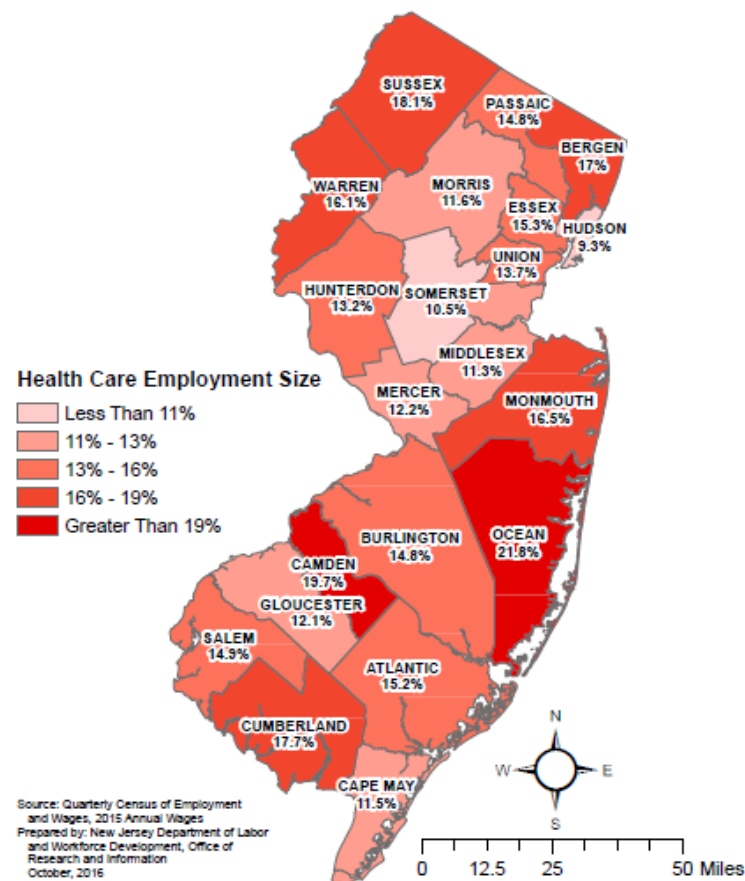 SUSSEX
18.1%
PASSAIC
14.8%
BERGEN
17%
WARREN
16.1%
MORRIS
11.6%
ESSEX
15.3%
HUDSON
9.3%
UNION
13.7%
HUNTERDON
13.2%
SOMERSET
10.5%
MIDDLESEX
11.3%
MERCER
12.2%
MONMOUTH
16.5%
Health Care Employment Size
Less Than 11%
11% - 13%
13% - 16%
16% - 19%
Greater Than 19%
OCEAN
21.8%
BURLINGTON
14.8%
CAMDEN
19.7%
GLOUCESTER
12.1%
SALEM
14.9%
ATLANTIC
15.2%
CUMBERLAND
17.7%
CAPE MAY
11.5%
N
W
E
S
Source: Quarterly Census of Employment
and Wages, 2015 Annual Wages
Prepared by: New Jersey Department of Labor
and Workforce Development, Office of
Research and Information
October, 2016
0 12.5 25 50 Miles